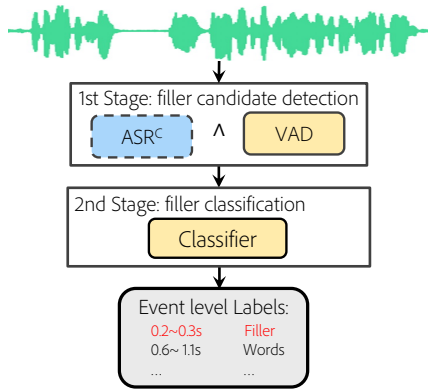 1st Stage: filler candidate detection
ASRᶜ ∧ VAD
2nd Stage: filler classification
Classifier
Event level Labels:
0.2~0.3s Filler
0.6~ 1.1s Words
... ...